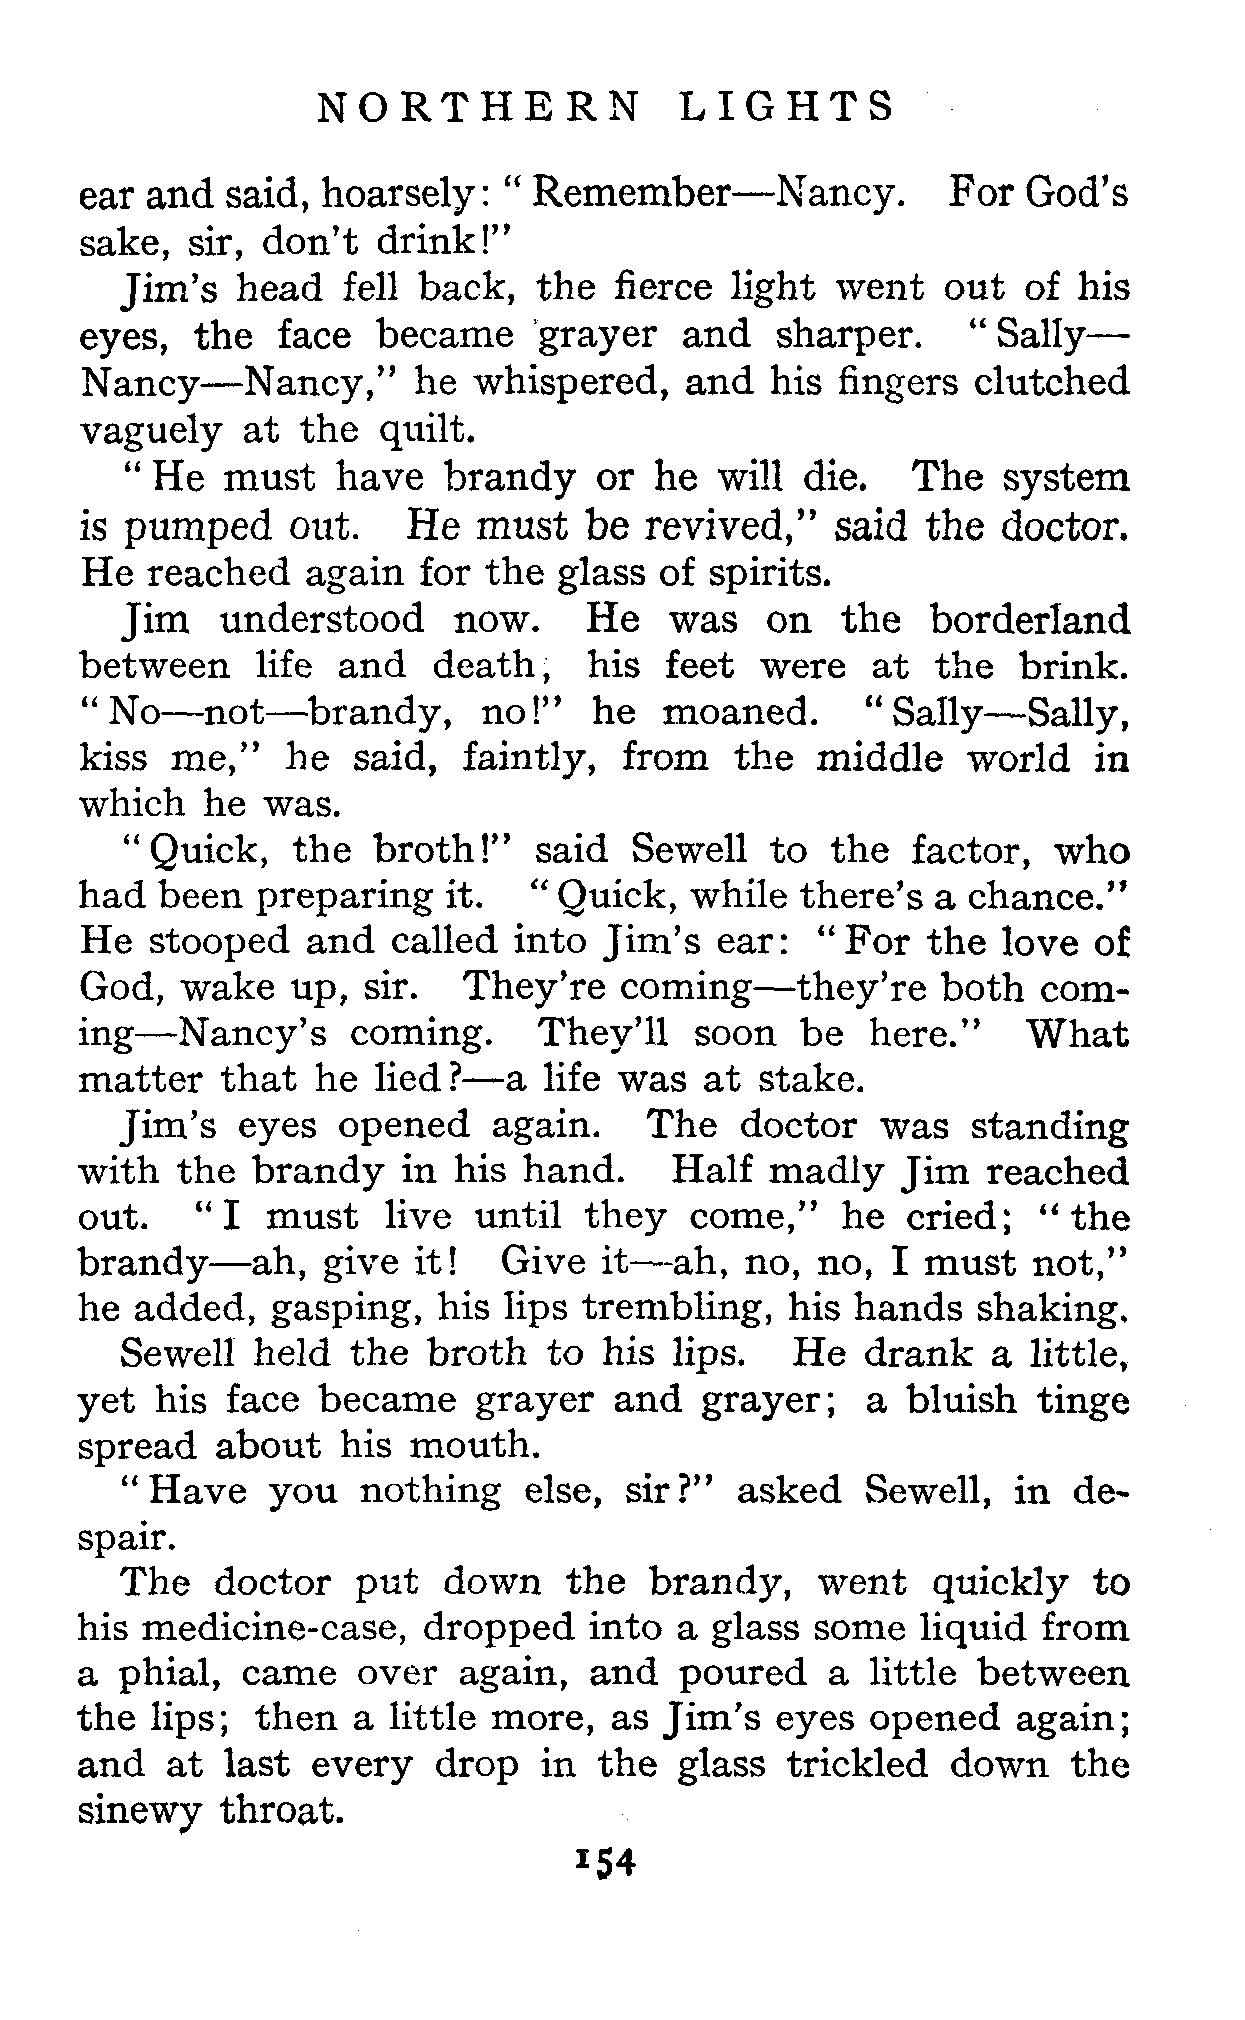 NORTHERN LIGHTS
ear and said, hoarsely: "Remember—Nancy. For God's
sake, sir, don't drink!"
Jim's head fell back, the fierce light went out of his
eyes, the face became grayer and sharper. "Sally—
Nancy—Nancy," he whispered, and his fingers clutched
vaguely at the quilt.
"He must have brandy or he will die. The system
is pumped out. He must be revived," said the doctor.
He reached again for the glass of spirits.
Jim understood now. He was on the borderland
between life and death; his feet were at the brink.
"No—not—brandy, no!" he moaned. "Sally—Sally,
kiss me," he said, faintly, from the middle world in
which he was.
"Quick, the broth!" said Sewell to the factor, who
had been preparing it. "Quick, while there's a chance."
He stooped and called into Jim's ear: "For the love of
God, wake up, sir. They're coming—they're both com-
ing—Nancy's coming. They'll soon be here." What
matter that he lied?—a life was at stake.
Jim's eyes opened again. The doctor was standing
with the brandy in his hand. Half madly Jim reached
out. "I must live until they come," he cried; "the
brandy—ah, give it! Give it—ah, no, no, I must not,"
he added, gasping, his lips trembling, his hands shaking.
Sewell held the broth to his lips. He drank a little,
yet his face became grayer and grayer; a bluish tinge
spread about his mouth.
"Have you nothing else, sir?" asked Sewell, in de-
spair.
The doctor put down the brandy, went quickly to
his medicine-case, dropped into a glass some liquid from
a phial, came over again, and poured a little between
the lips; then a little more, as Jim's eyes opened again;
and at last every drop in the glass trickled down the
sinewy throat.
154